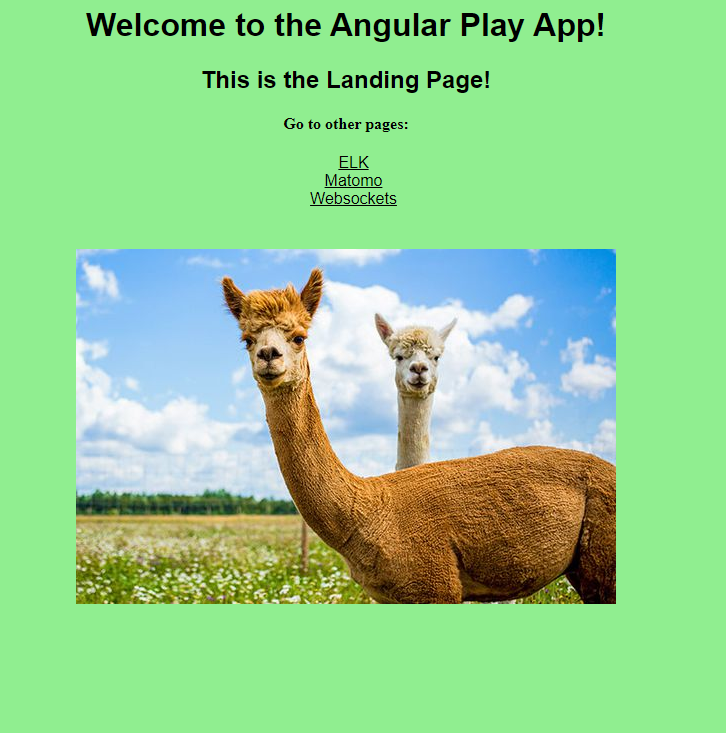 Welcome to the Angular Play App!
This is the Landing Page!
Go to other pages:
ELK
Matomo
Websockets